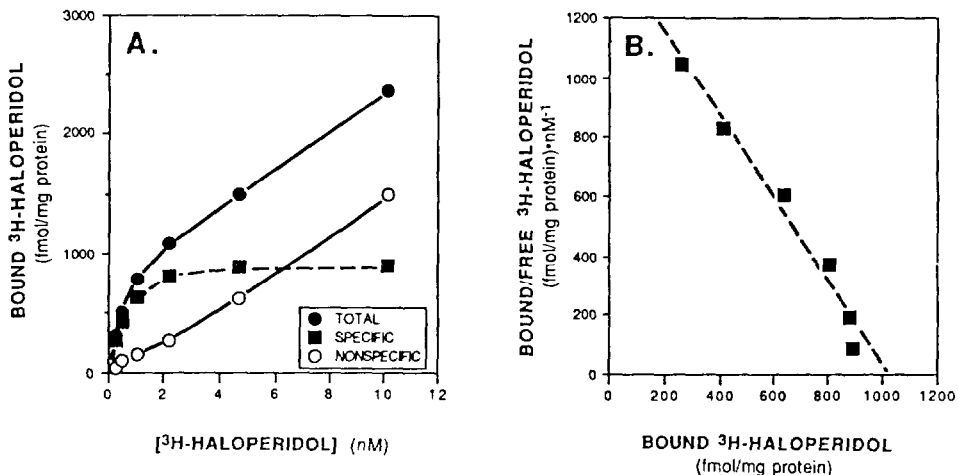 A.
3000
2000
1000
0
BOUND ³H-HALOPERIDOL
(fmol/mg protein)
● TOTAL
■ SPECIFIC
○ NONSPECIFIC
0 2 4 6 8 10 12
[³H-HALOPERIDOL] (nM)
B.
1200
1000
800
600
400
200
0
BOUND/FREE ³H-HALOPERIDOL
(fmol/mg protein)•nM⁻¹
0 200 400 600 800 1000 1200
BOUND ³H-HALOPERIDOL
(fmol/mg protein)